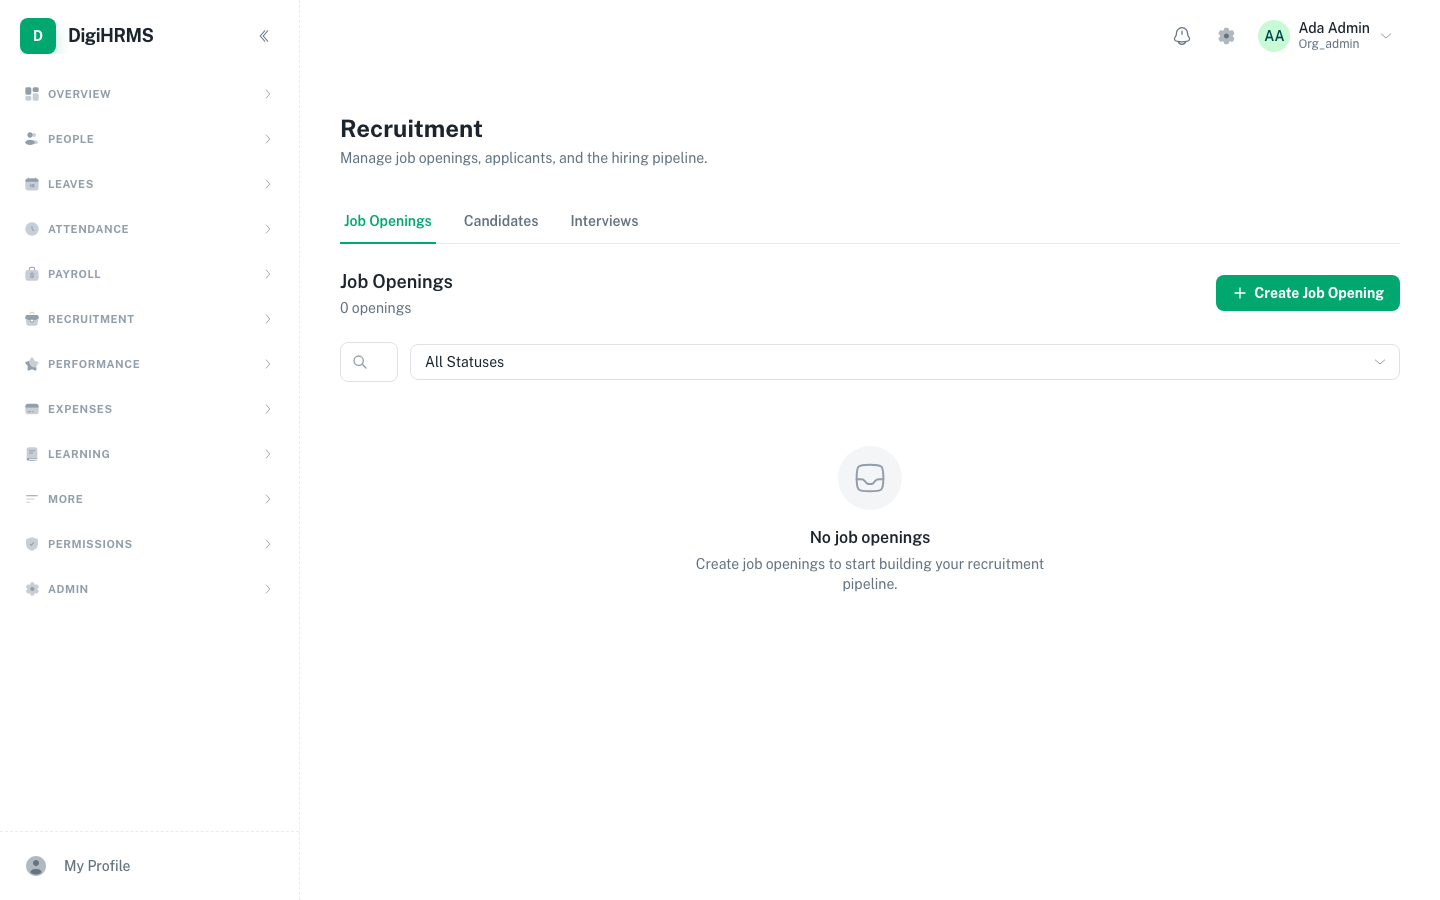 D DigiHRMS
OVERVIEW
PEOPLE
LEAVES
ATTENDANCE
PAYROLL
RECRUITMENT
PERFORMANCE
EXPENSES
LEARNING
MORE
PERMISSIONS
ADMIN
My Profile
AA Ada Admin
Org_admin
Recruitment
Manage job openings, applicants, and the hiring pipeline.
Job Openings Candidates Interviews
Job Openings
0 openings
Create Job Opening
All Statuses
No job openings
Create job openings to start building your recruitment
pipeline.